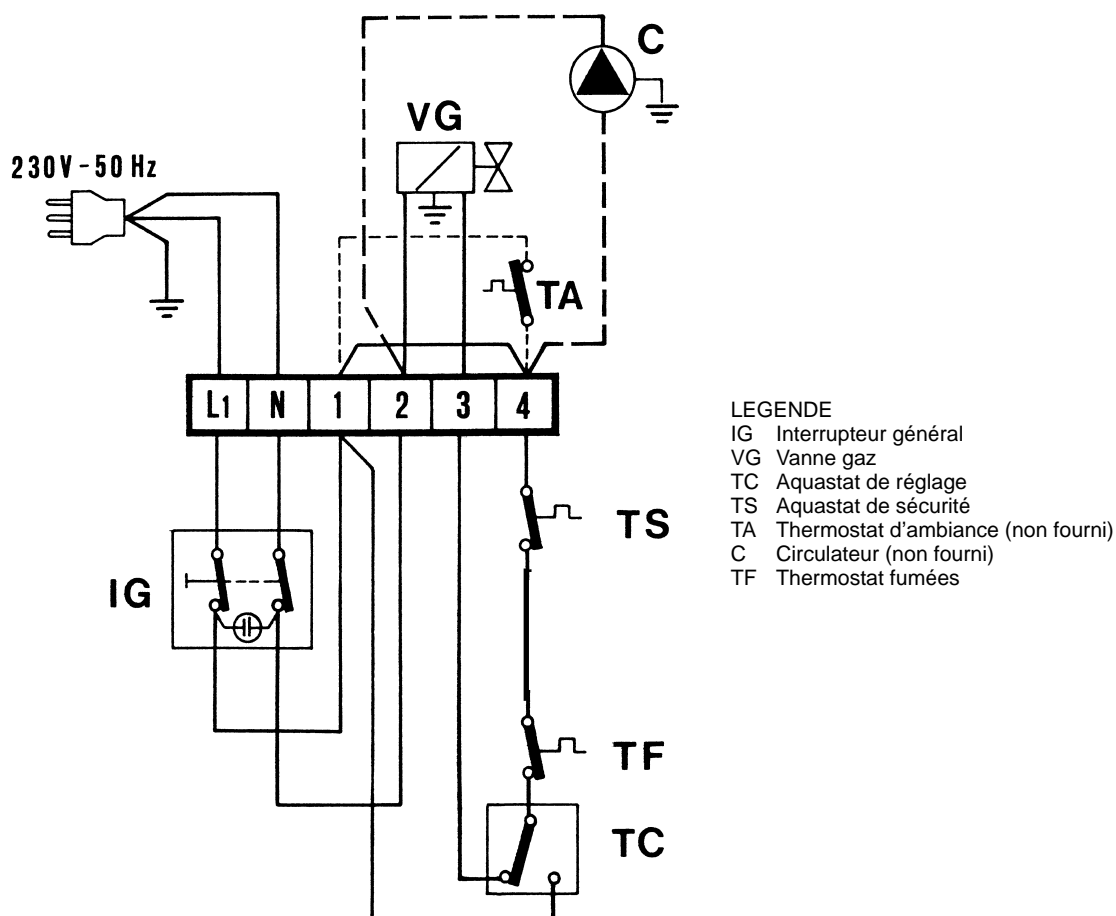 C
VG
230V - 50 Hz
TA
L1 N 1 2 3 4
LEGENDE
IG Interrupteur général
VG Vanne gaz
TC Aquastat de réglage
TS Aquastat de sécurité
TA Thermostat d'ambiance (non fourni)
C Circulateur (non fourni)
TF Thermostat fumées
TS
IG
TF
TC